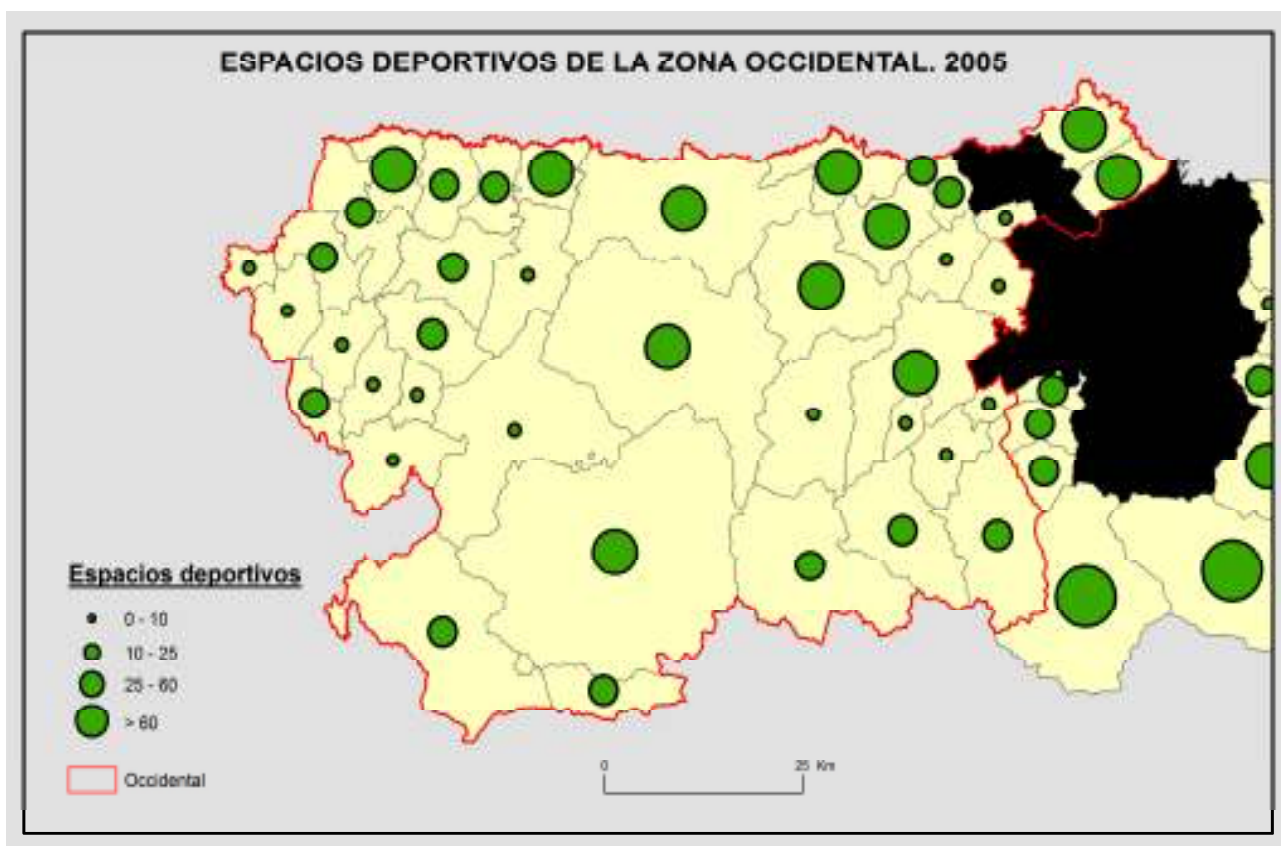 ESPACIOS DEPORTIVOS DE LA ZONA OCCIDENTAL. 2005
Espacios deportivos
0 - 10
10 - 25
25 - 60
> 60
Occidental
0 25 Km